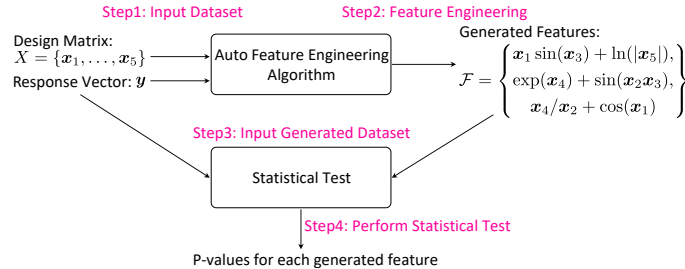 Step1: Input Dataset
Step2: Feature Engineering
Design Matrix:
X = {x₁, . . . , x₅}
Response Vector: y
Auto Feature Engineering
Algorithm
Generated Features:
F = { x₁ sin(x₃) + ln(|x₅|),
exp(x₄) + sin(x₂x₃),
x₄/x₂ + cos(x₁) }
Step3: Input Generated Dataset
Statistical Test
Step4: Perform Statistical Test
P-values for each generated feature